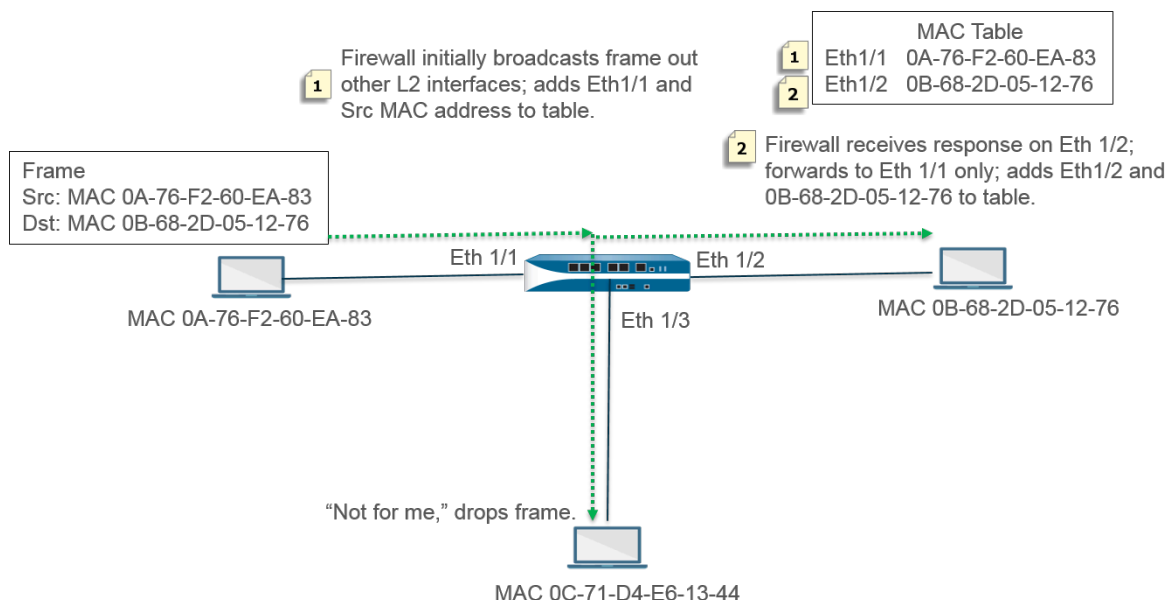 MAC Table
1 Eth1/1 0A-76-F2-60-EA-83
2 Eth1/2 0B-68-2D-05-12-76
1 Firewall initially broadcasts frame out
other L2 interfaces; adds Eth1/1 and
Src MAC address to table.
2 Firewall receives response on Eth 1/2;
forwards to Eth 1/1 only; adds Eth1/2 and
0B-68-2D-05-12-76 to table.
Frame
Src: MAC 0A-76-F2-60-EA-83
Dst: MAC 0B-68-2D-05-12-76
Eth 1/1
Eth 1/2
MAC 0A-76-F2-60-EA-83
MAC 0B-68-2D-05-12-76
Eth 1/3
“Not for me,” drops frame.
MAC 0C-71-D4-E6-13-44